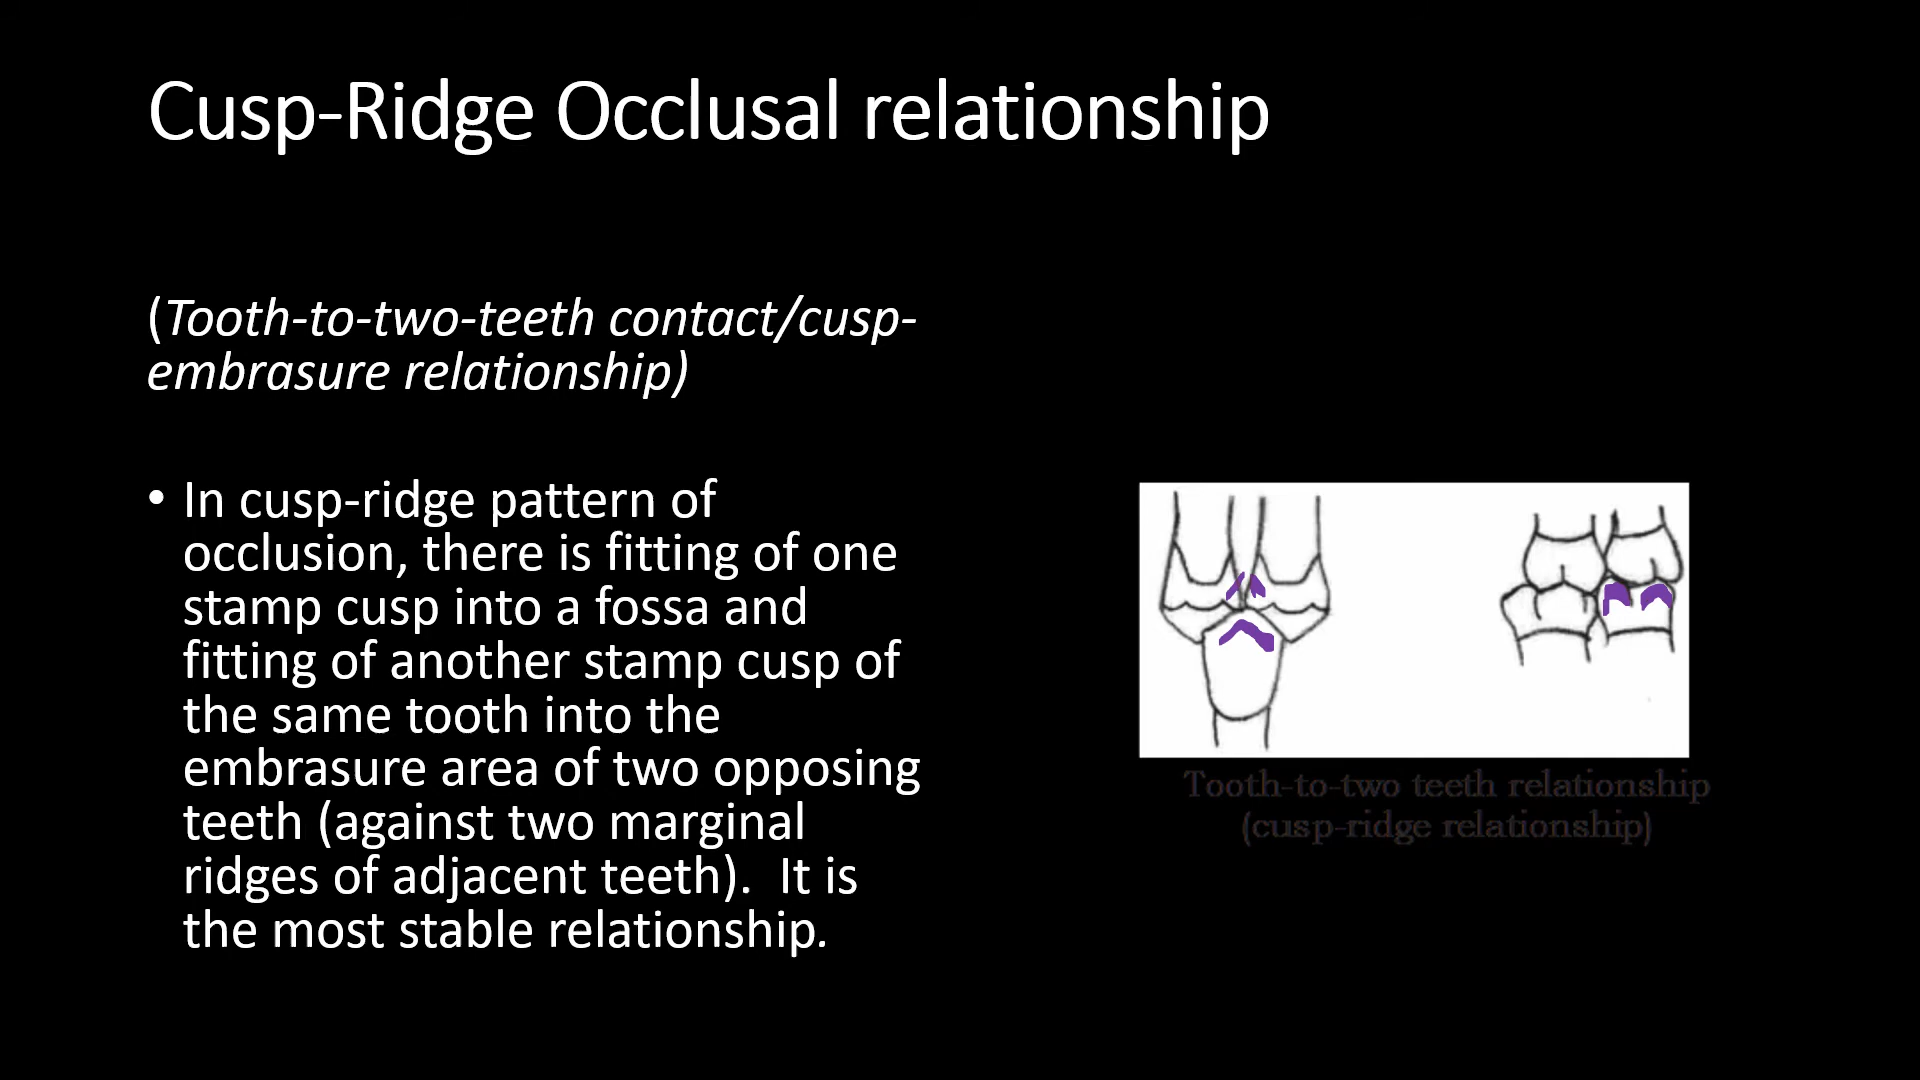 Cusp-Ridge Occlusal relationship
(Tooth-to-two-teeth contact/cusp-
embrasure relationship)
• In cusp-ridge pattern of
occlusion, there is fitting of one
stamp cusp into a fossa and
fitting of another stamp cusp of
the same tooth into the
embrasure area of two opposing
teeth (against two marginal
ridges of adjacent teeth).  It is
the most stable relationship.
Tooth-to-two teeth relationship
(cusp-ridge relationship)